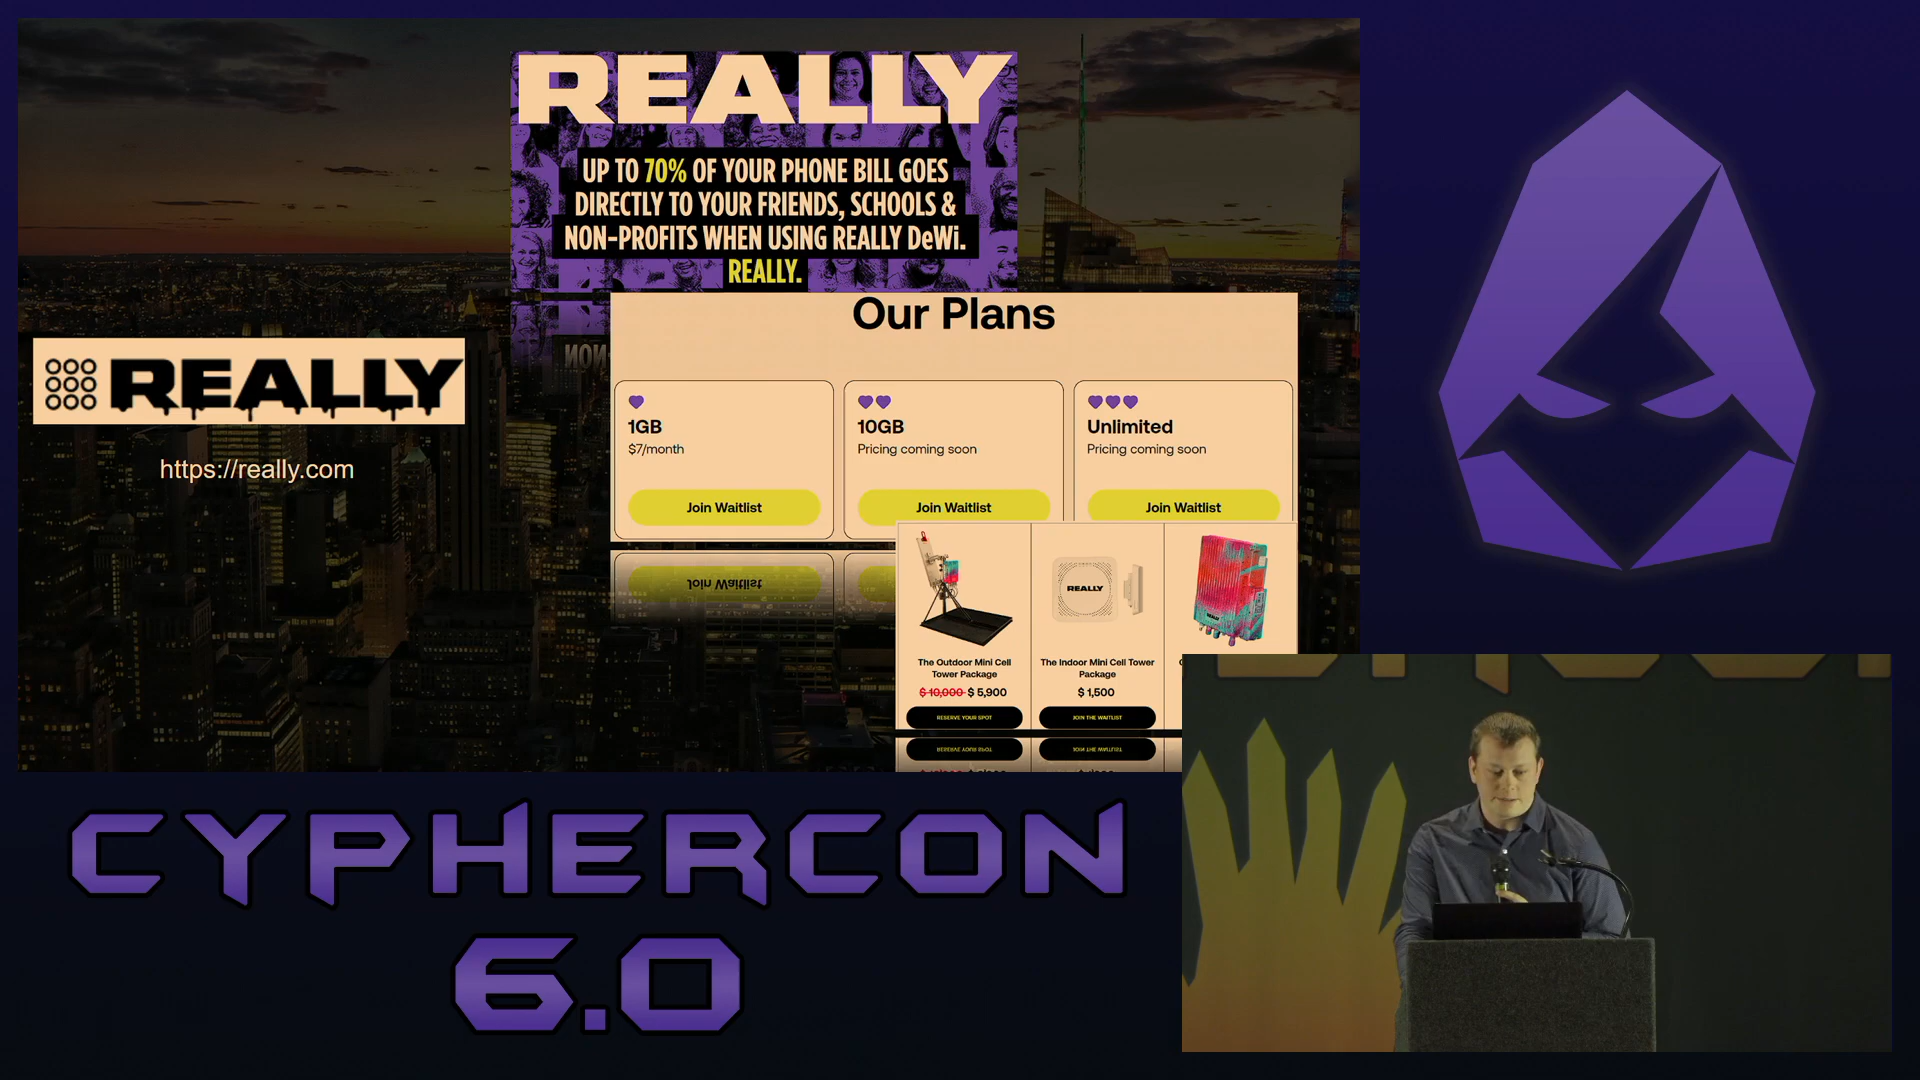 REALLY
UP TO 70% OF YOUR PHONE BILL GOES
DIRECTLY TO YOUR FRIENDS, SCHOOLS &
NON-PROFITS WHEN USING REALLY DeWi.
REALLY.
REALLY
https://really.com
Our Plans
1GB
$7/month
Join Waitlist
10GB
Pricing coming soon
Join Waitlist
Unlimited
Pricing coming soon
Join Waitlist
REALLY
The Outdoor Mini Cell
Tower Package
$ 10,000 $ 5,900
RESERVE YOUR SPOT
The Indoor Mini Cell Tower
Package
$ 1,500
JOIN THE WAITLIST
CYPHERCON
6.0